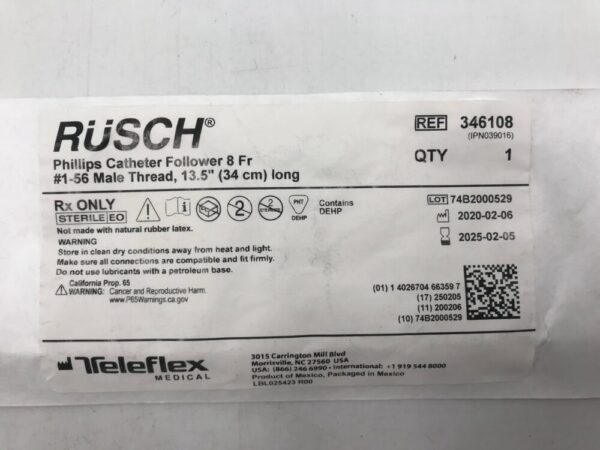 RÜSCH®
Phillips Catheter Follower 8 Fr
#1-56 Male Thread, 13.5" (34 cm) long
REF 346108
(IPN039016)
QTY 1
Rx ONLY
STERILE EO
2
2
STERILIZE
PHT
DEHP
Contains
DEHP
LOT 74B2000529
2020-02-06
2025-02-05
Not made with natural rubber latex.
WARNING
Store in clean dry conditions away from heat and light.
Make sure all connections are compatible and fit firmly.
Do not use lubricants with a petroleum base.
California Prop. 65
WARNING: Cancer and Reproductive Harm.
www.P65Warnings.ca.gov
(01) 1 4026704 66359 7
(17) 250205
(11) 200206
(10) 74B2000529
Teleflex
MEDICAL
3015 Carrington Mill Blvd
Morrisville, NC 27560 USA
USA: (866) 246 6990 • International: +1 919 544 8000
Product of Mexico, Packaged in Mexico
LBL025423 R00